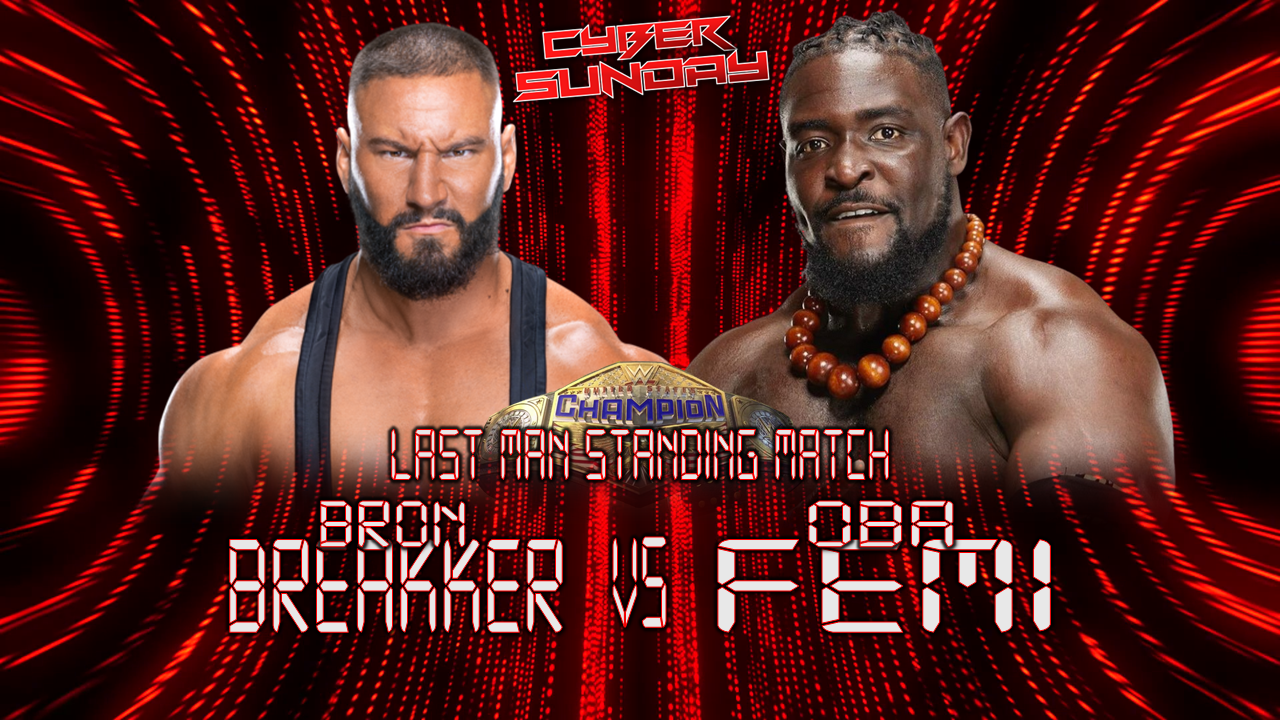 CYBER
SUNDAY
W
CHAMPION
LAST MAN STANDING MATCH
BRON
BREAKKER VS
OBA
FEMI